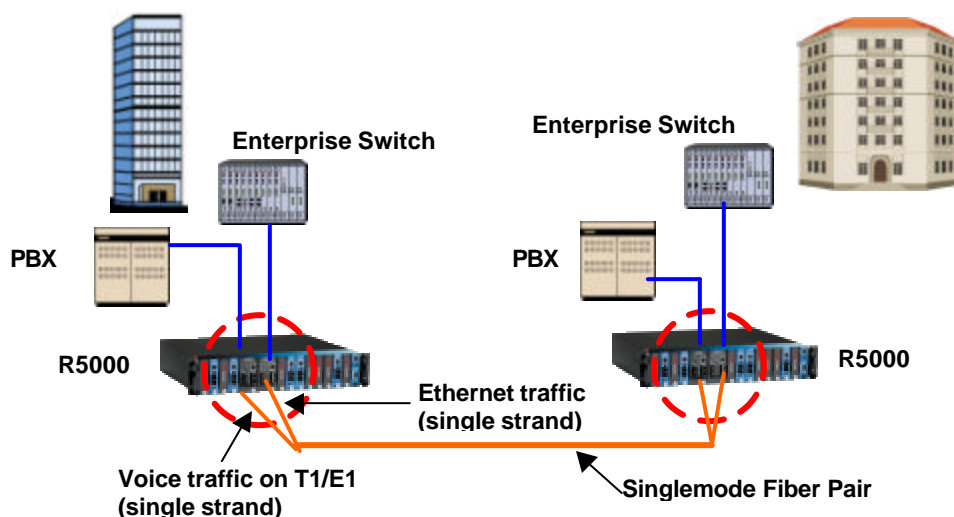 Enterprise Switch
Enterprise Switch
PBX
PBX
R5000
R5000
Ethernet traffic
(single strand)
Voice traffic on T1/E1
(single strand)
Singlemode Fiber Pair